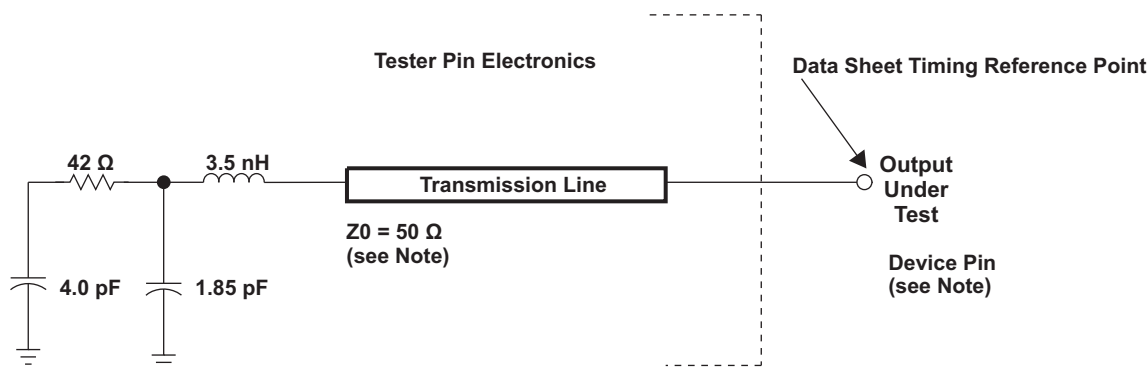 Tester Pin Electronics
Data Sheet Timing Reference Point
42 Ω
3.5 nH
Transmission Line
Output
Under
Test
Z0 = 50 Ω
(see Note)
4.0 pF
1.85 pF
Device Pin
(see Note)